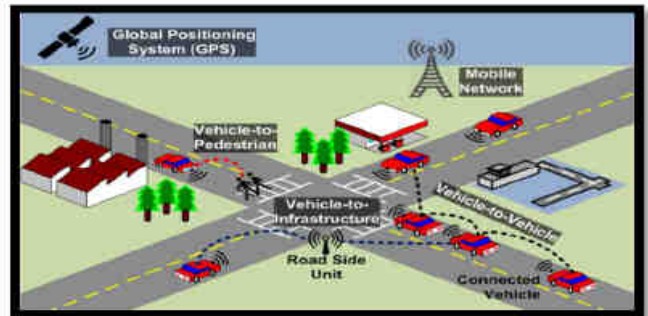 Global Positioning
System (GPS)
Mobile
Network
Vehicle-to-
Pedestrian
Vehicle-to-
Infrastructure
Vehicle-to-Vehicle
Road Side
Unit
Connected
Vehicle